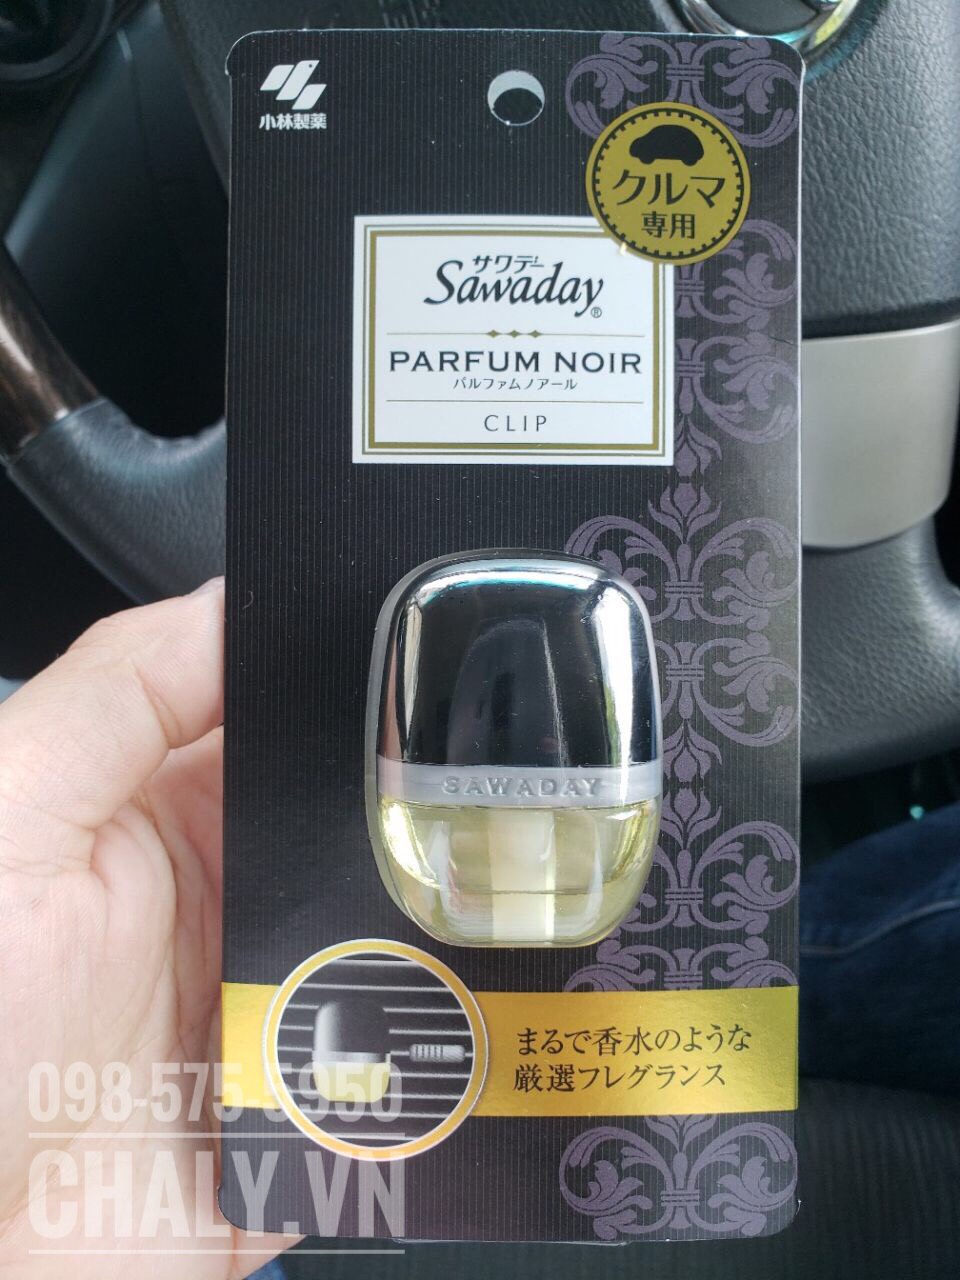 小林製薬
クルマ
専用
サワデー
Sawaday®
PARFUM NOIR
パルファムノアール
CLIP
SAWADAY
まるで香水のような
厳選フレグランス
098-575-5950
CHALY.VN